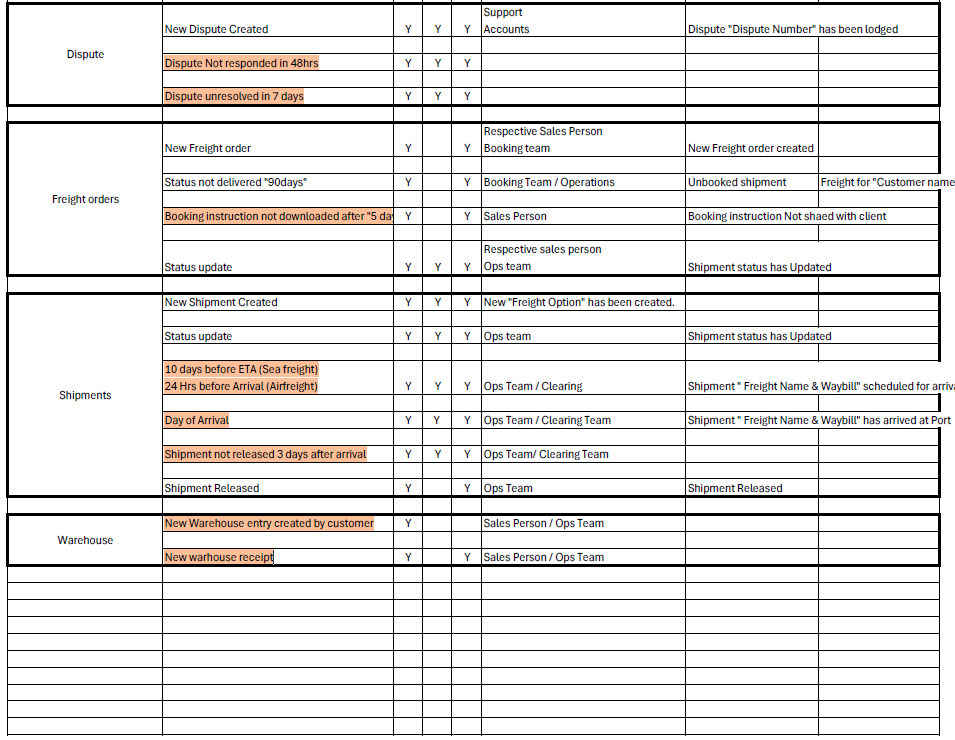 Support
New Dispute Created Y Y Y Accounts Dispute "Dispute Number" has been lodged
Dispute
Dispute Not responded in 48hrs Y Y Y
Dispute unresolved in 7 days Y Y Y
Respective Sales Person
New Freight order Y Y Booking team New Freight order created
Status not delivered "90days" Y Y Booking Team / Operations Unbooked shipment Freight for "Customer name
Freight orders
Booking instruction not downloaded after "5 day Y Y Sales Person Booking instruction Not shaed with client
Respective sales person
Status update Y Y Y Ops team Shipment status has Updated
New Shipment Created Y Y Y New "Freight Option" has been created.
Status update Y Y Y Ops team Shipment status has Updated
10 days before ETA (Sea freight)
24 Hrs before Arrival (Airfreight) Y Y Y Ops Team / Clearing Shipment " Freight Name & Waybill" scheduled for arriva
Shipments
Day of Arrival Y Y Y Ops Team / Clearing Team Shipment " Freight Name & Waybill" has arrived at Port
Shipment not released 3 days after arrival Y Y Y Ops Team/ Clearing Team
Shipment Released Y Y Ops Team Shipment Released
New Warehouse entry created by customer Y Sales Person / Ops Team
Warehouse
New warhouse receipt Y Y Sales Person / Ops Team